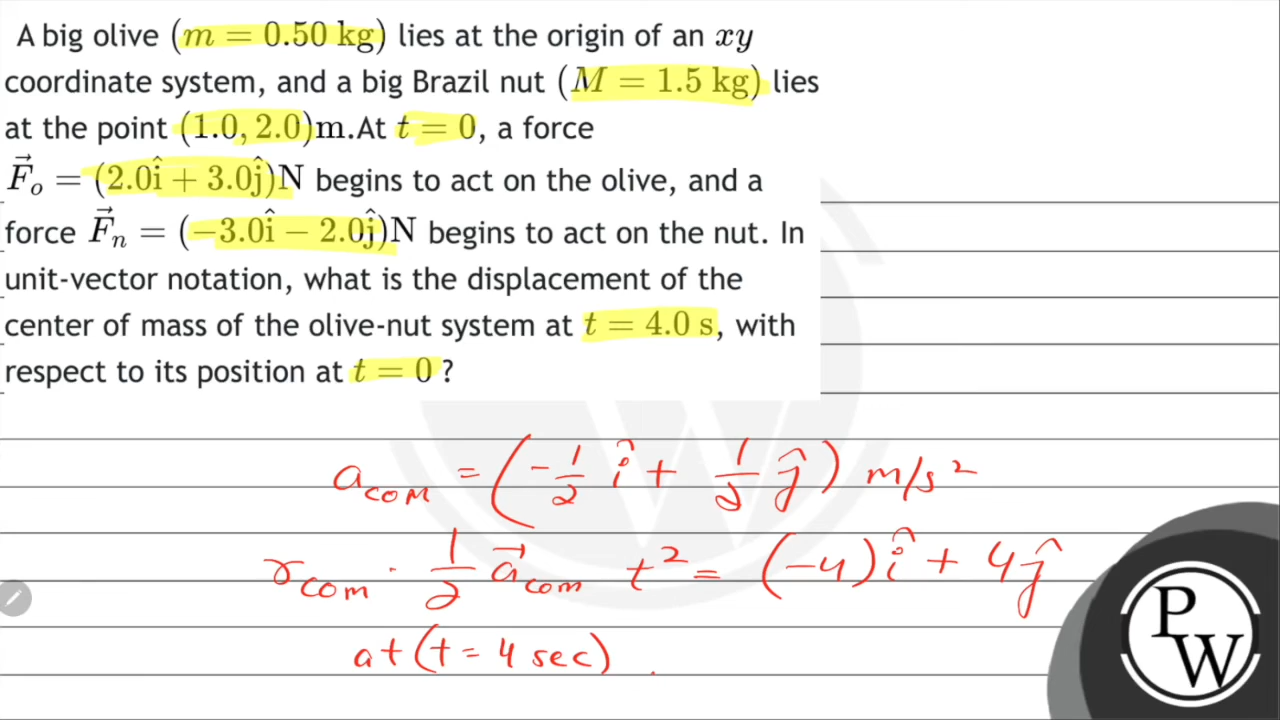 A big olive (m = 0.50 kg) lies at the origin of an xy
coordinate system, and a big Brazil nut (M = 1.5 kg) lies
at the point (1.0, 2.0)m.At t = 0, a force
F⃗ₒ = (2.0î + 3.0ĵ)N begins to act on the olive, and a
force F⃗ₙ = (−3.0î − 2.0ĵ)N begins to act on the nut. In
unit-vector notation, what is the displacement of the
center of mass of the olive-nut system at t = 4.0 s, with
respect to its position at t = 0 ?
a_com = (-1/2 î + 1/2 ĵ) m/s²
r_com · 1/2 a⃗_com t² = (-4)î + 4ĵ
at (t = 4 sec) .
P
W